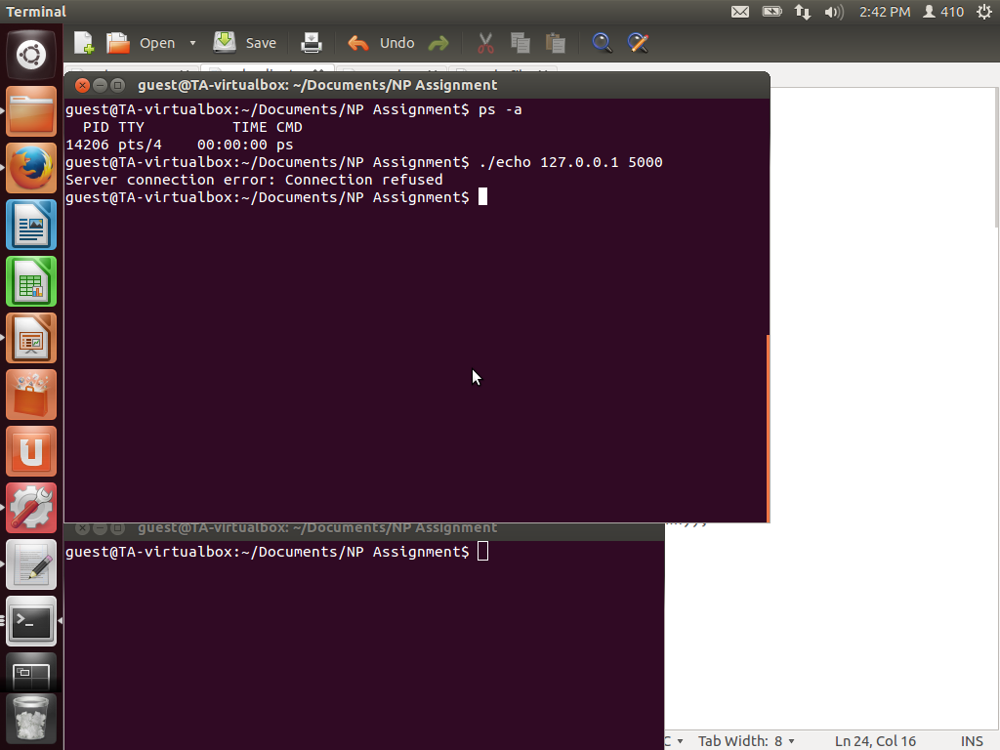 Terminal
2:42 PM
410
Open
Save
Undo
guest@TA-virtualbox: ~/Documents/NP Assignment
guest@TA-virtualbox:~/Documents/NP Assignment$ ps -a
PID TTY TIME CMD
14206 pts/4 00:00:00 ps
guest@TA-virtualbox:~/Documents/NP Assignment$ ./echo 127.0.0.1 5000
Server connection error: Connection refused
guest@TA-virtualbox:~/Documents/NP Assignment$
guest@TA-virtualbox: ~/Documents/NP Assignment
guest@TA-virtualbox:~/Documents/NP Assignment$
C
Tab Width: 8
Ln 24, Col 16
INS